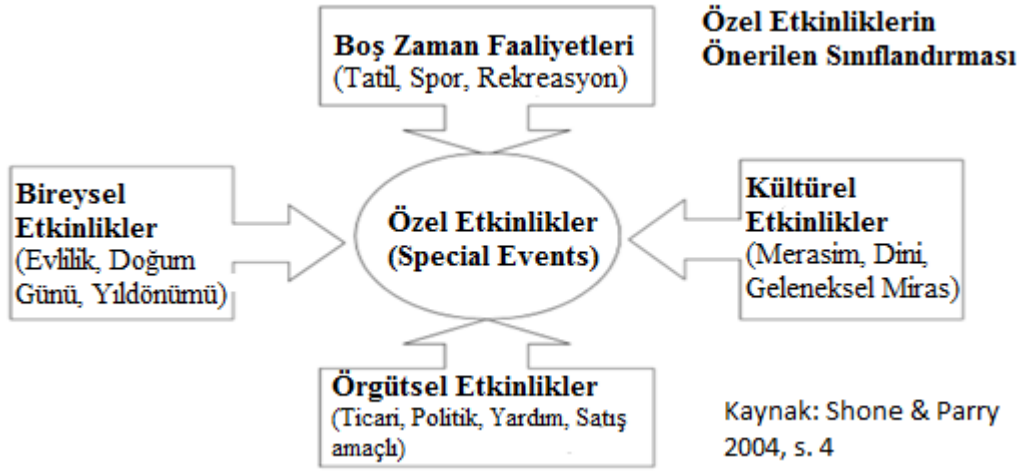 Özel Etkinliklerin
Önerilen Sınıflandırması
Boş Zaman Faaliyetleri
(Tatil, Spor, Rekreasyon)
Bireysel
Etkinlikler
(Evlilik, Doğum
Günü, Yıldönümü)
Özel Etkinlikler
(Special Events)
Kültürel
Etkinlikler
(Merasim, Dini,
Geleneksel Miras)
Örgütsel Etkinlikler
(Ticari, Politik, Yardım, Satış
amaçlı)
Kaynak: Shone & Parry
2004, s. 4